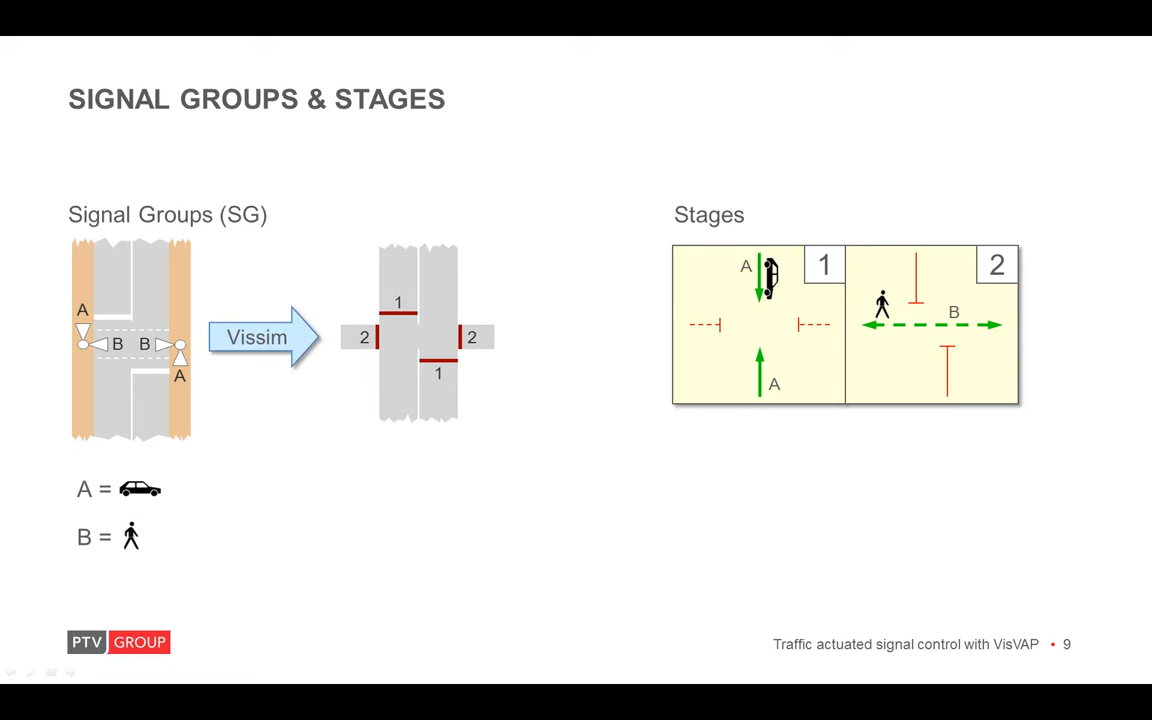 SIGNAL GROUPS & STAGES
Signal Groups (SG)
A
B B
A
Vissim
1
2 2
1
A =
B =
Stages
A 1
A
2
B
PTV GROUP
Traffic actuated signal control with VisVAP • 9